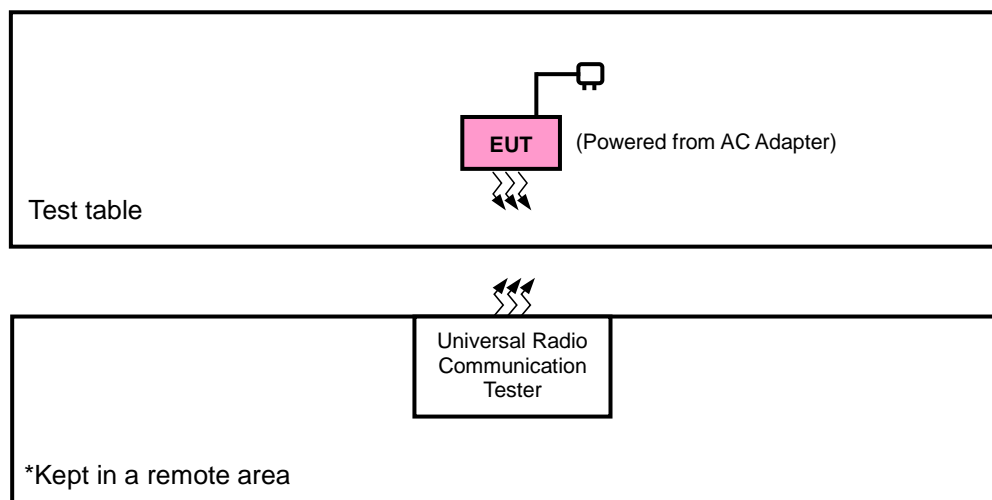 EUT
(Powered from AC Adapter)
Test table
Universal Radio
Communication
Tester
*Kept in a remote area